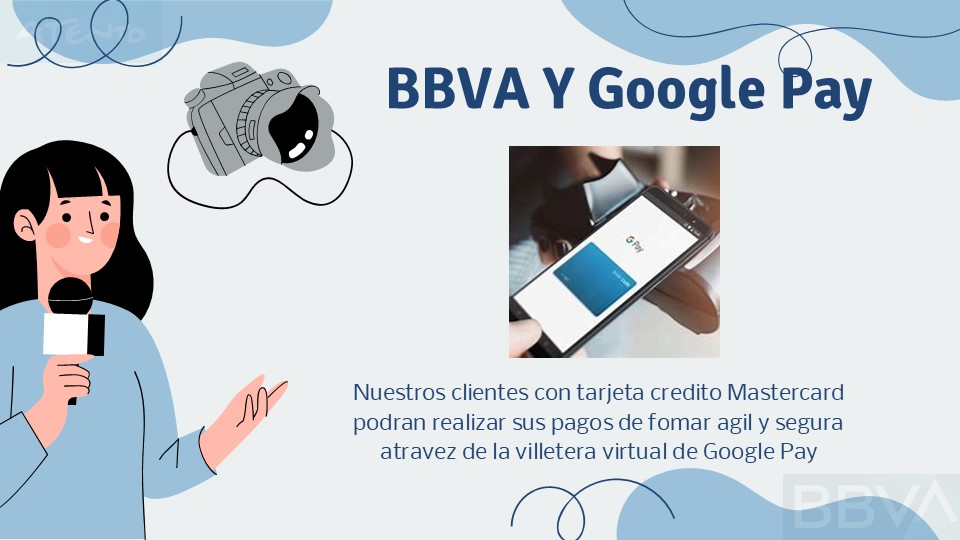 ATENTO
BBVA Y Google Pay
G Pay
Nuestros clientes con tarjeta credito Mastercard
podran realizar sus pagos de fomar agil y segura
atravez de la villetera virtual de Google Pay
BBVA